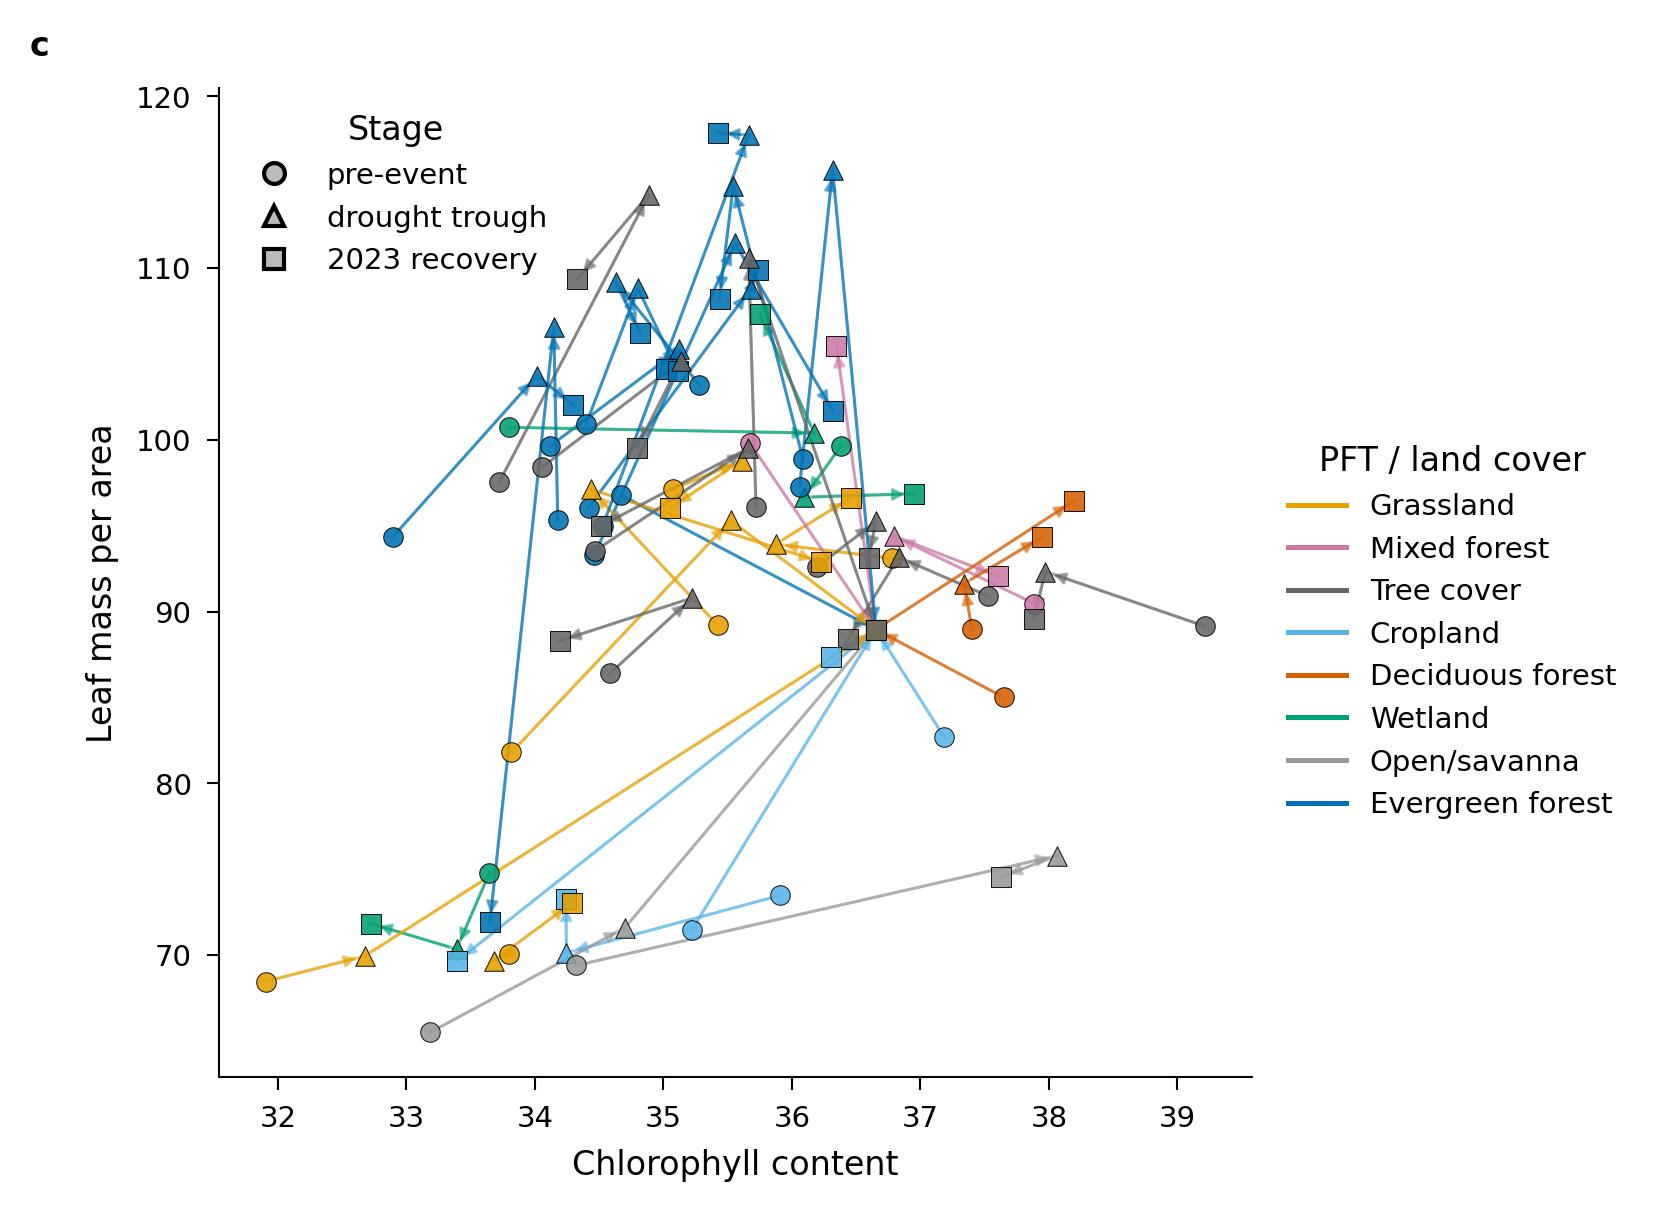 c
120
110
100
90
80
70
Leaf mass per area
Stage
pre-event
drought trough
2023 recovery
32 33 34 35 36 37 38 39
Chlorophyll content
PFT / land cover
Grassland
Mixed forest
Tree cover
Cropland
Deciduous forest
Wetland
Open/savanna
Evergreen forest